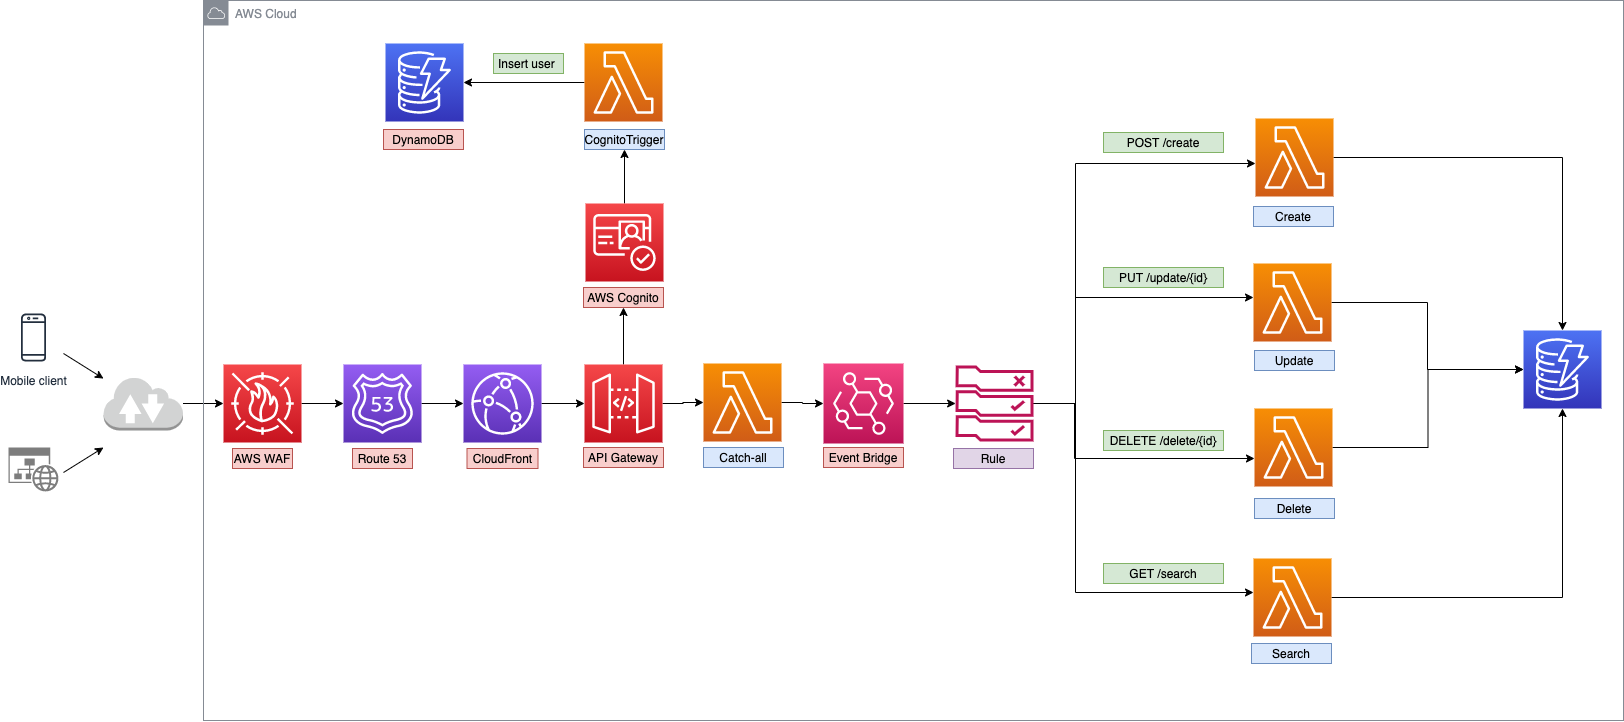 AWS Cloud
Insert user
DynamoDB
CognitoTrigger
AWS Cognito
Mobile client
AWS WAF
53
Route 53
CloudFront
</>
API Gateway
Catch-all
Event Bridge
Rule
POST /create
Create
PUT /update/{id}
Update
DELETE /delete/{id}
Delete
GET /search
Search